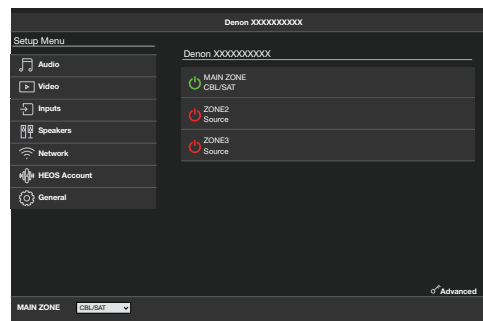 Denon XXXXXXXXXX
Setup Menu
Audio
Video
Inputs
Speakers
Network
HEOS Account
General
Denon XXXXXXXXXX
MAIN ZONE
CBL/SAT
ZONE2
Source
ZONE3
Source
Advanced
MAIN ZONE CBL/SAT